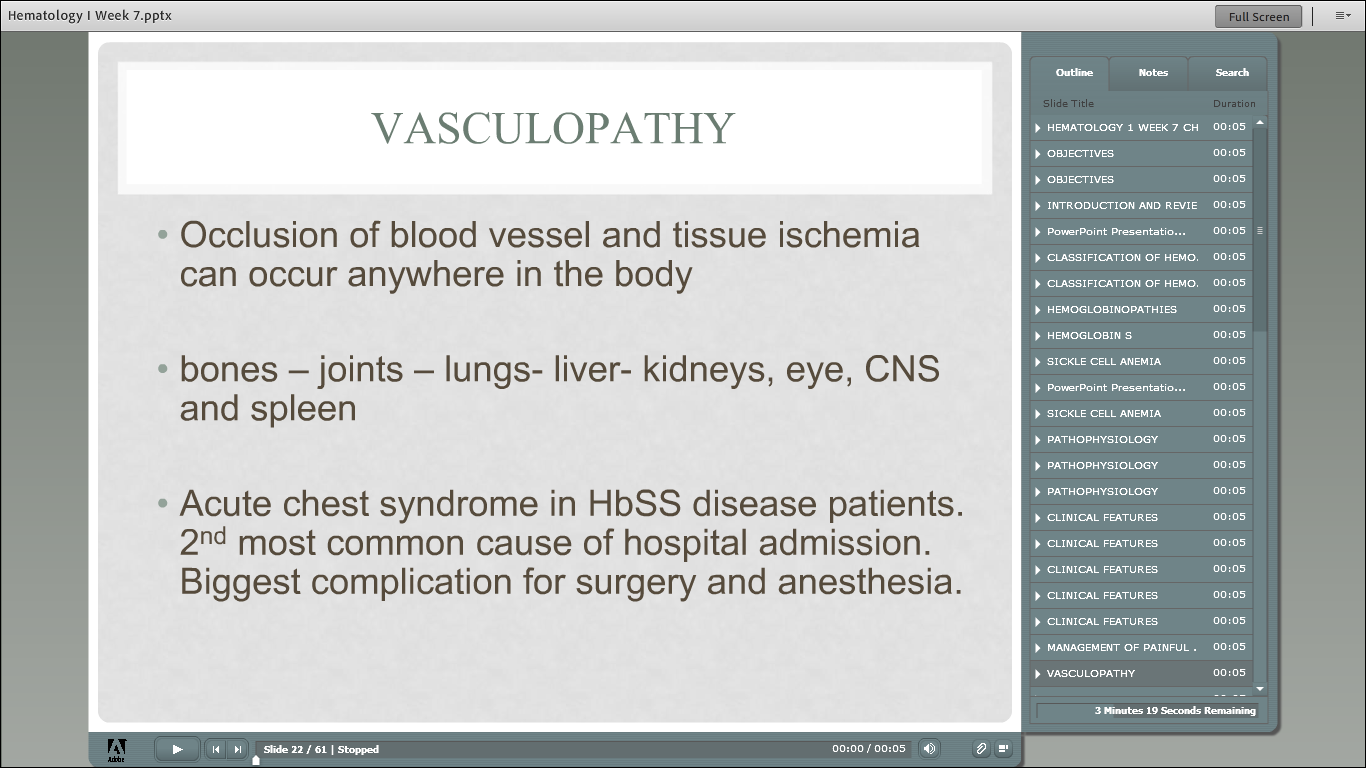 Hematology I Week 7.pptx
Full Screen
VASCULOPATHY
• Occlusion of blood vessel and tissue ischemia
can occur anywhere in the body
• bones – joints – lungs- liver- kidneys, eye, CNS
and spleen
• Acute chest syndrome in HbSS disease patients.
2nd most common cause of hospital admission.
Biggest complication for surgery and anesthesia.
Outline Notes Search
Slide Title Duration
HEMATOLOGY 1 WEEK 7 CH 00:05
OBJECTIVES 00:05
OBJECTIVES 00:05
INTRODUCTION AND REVIE 00:05
PowerPoint Presentatio... 00:05
CLASSIFICATION OF HEMO. 00:05
CLASSIFICATION OF HEMO. 00:05
HEMOGLOBINOPATHIES 00:05
HEMOGLOBIN S 00:05
SICKLE CELL ANEMIA 00:05
PowerPoint Presentatio... 00:05
SICKLE CELL ANEMIA 00:05
PATHOPHYSIOLOGY 00:05
PATHOPHYSIOLOGY 00:05
PATHOPHYSIOLOGY 00:05
CLINICAL FEATURES 00:05
CLINICAL FEATURES 00:05
CLINICAL FEATURES 00:05
CLINICAL FEATURES 00:05
CLINICAL FEATURES 00:05
MANAGEMENT OF PAINFUL . 00:05
VASCULOPATHY 00:05
3 Minutes 19 Seconds Remaining
Adobe
Slide 22 / 61 | Stopped 00:00 / 00:05